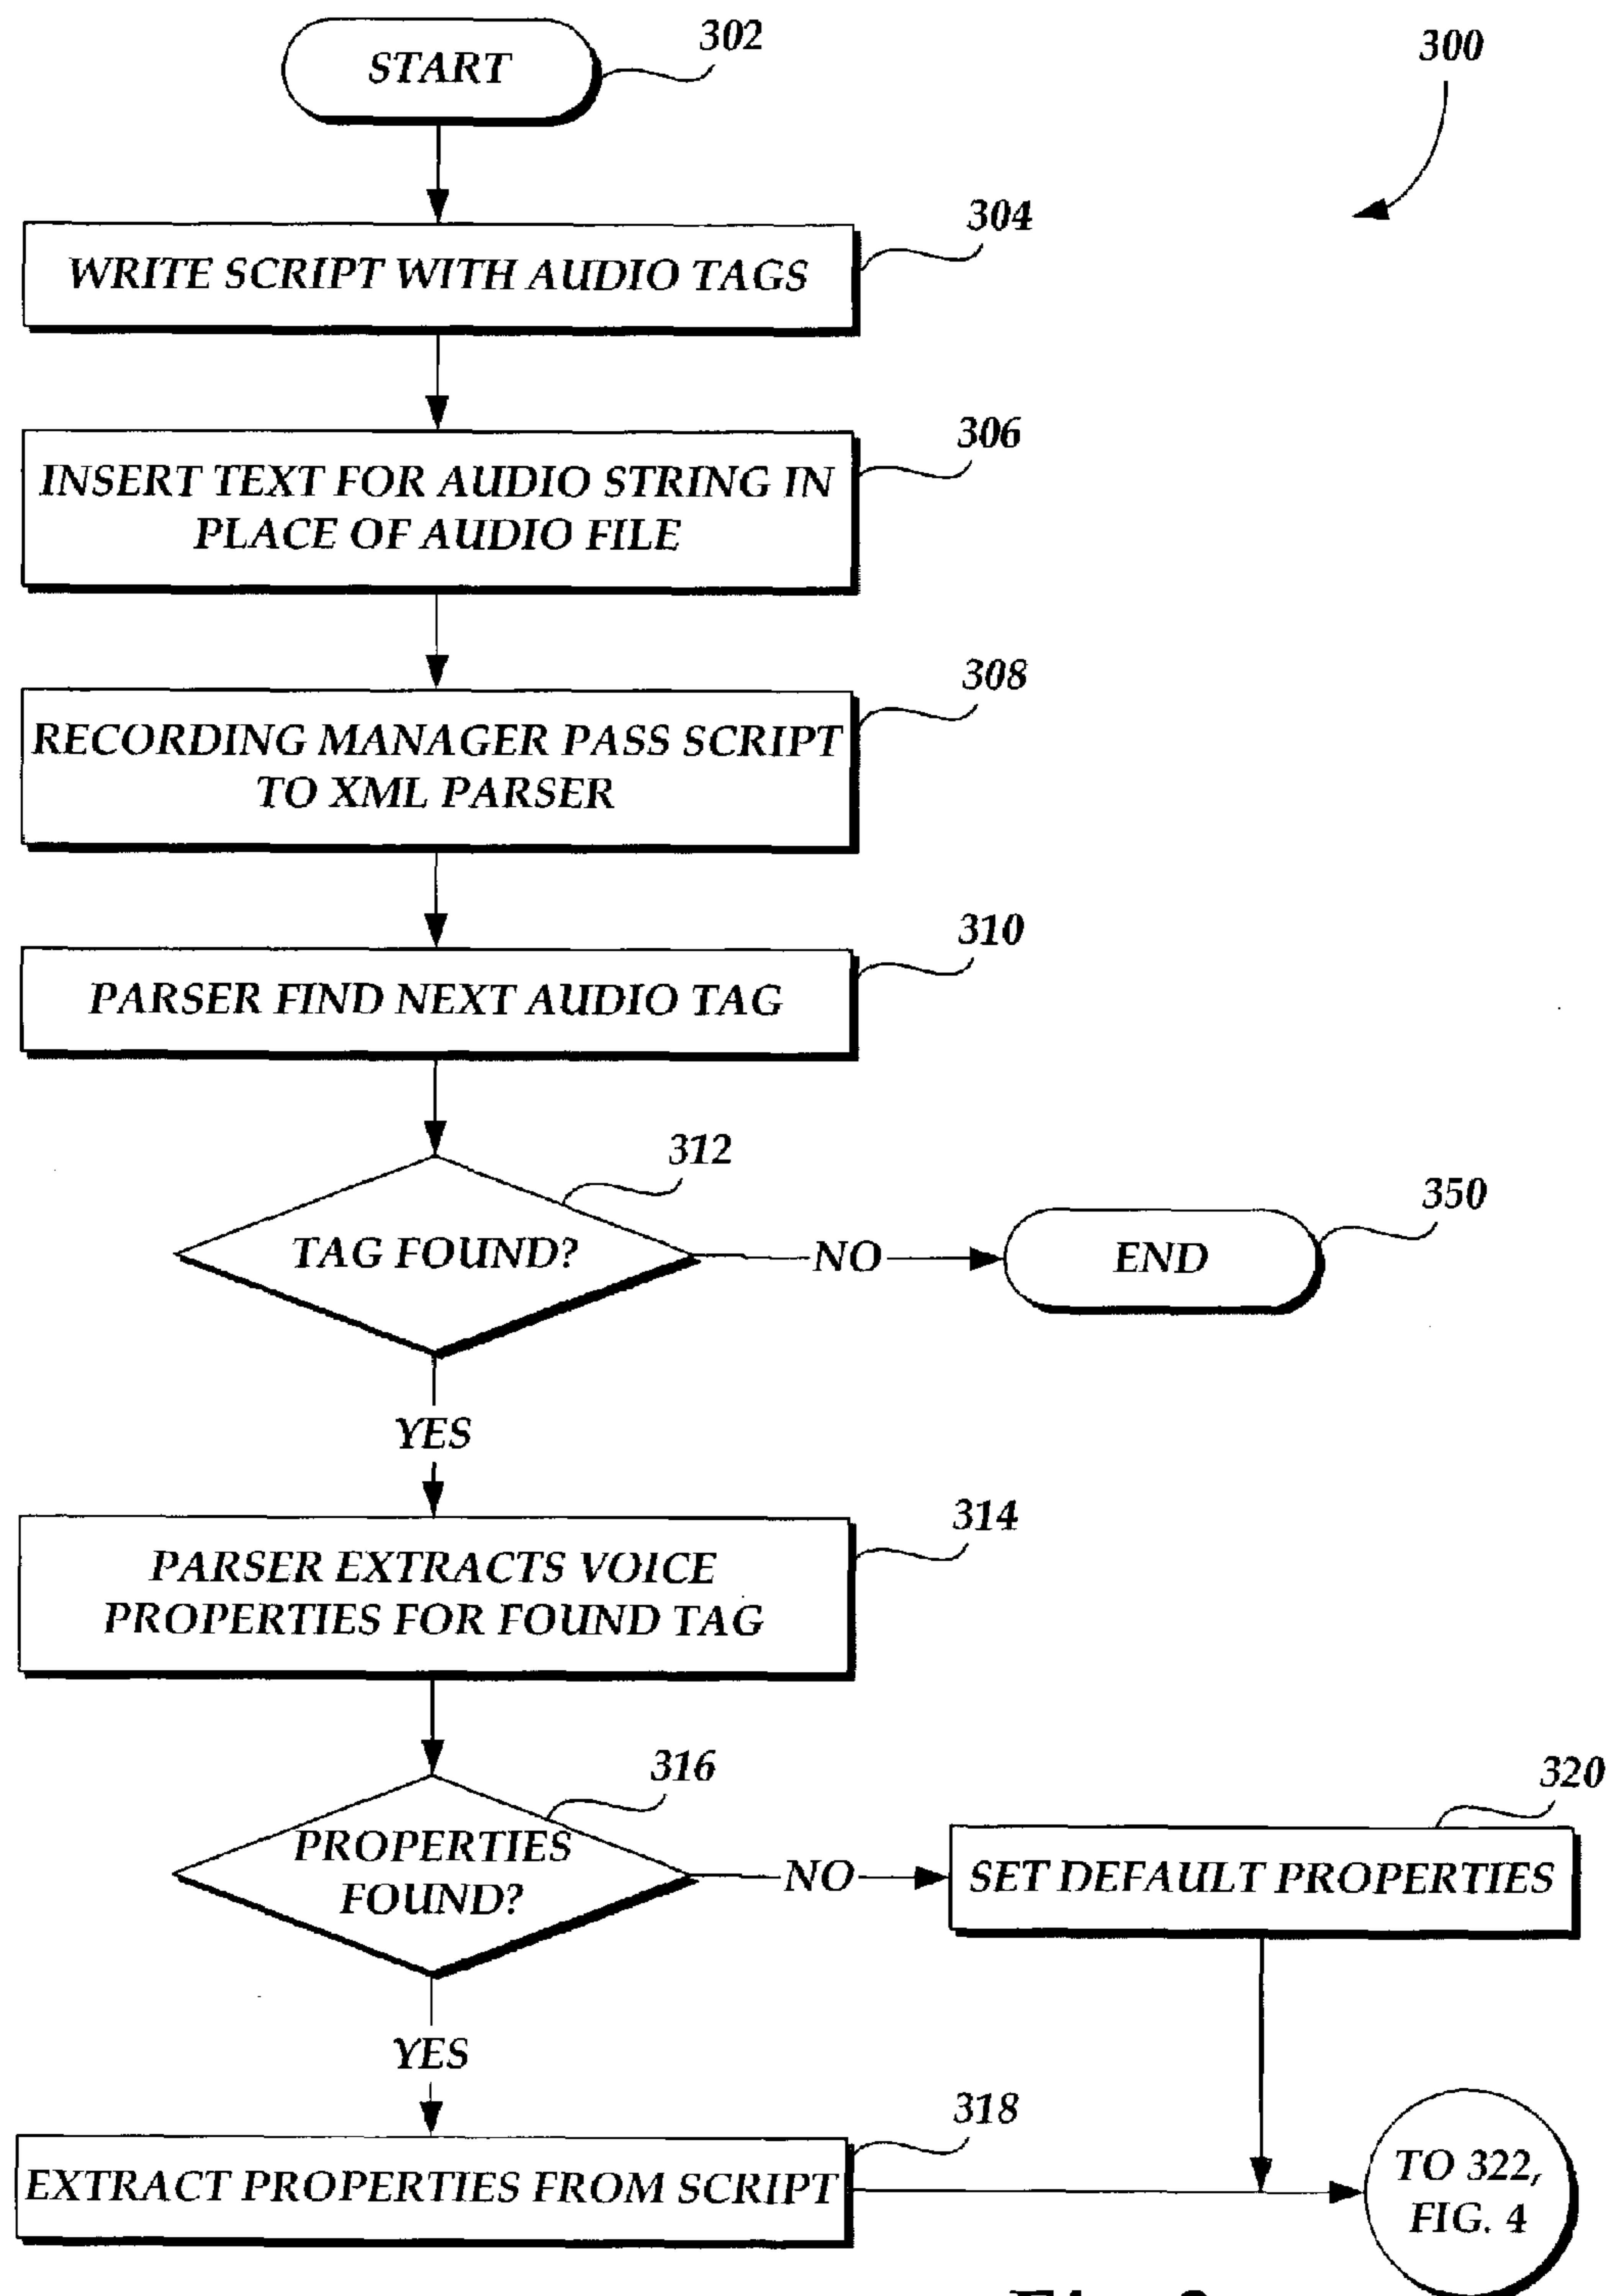 302
START
300
304
WRITE SCRIPT WITH AUDIO TAGS
306
INSERT TEXT FOR AUDIO STRING IN
PLACE OF AUDIO FILE
308
RECORDING MANAGER PASS SCRIPT
TO XML PARSER
310
PARSER FIND NEXT AUDIO TAG
312
TAG FOUND?
NO
350
END
YES
314
PARSER EXTRACTS VOICE
PROPERTIES FOR FOUND TAG
316
PROPERTIES
FOUND?
NO
320
SET DEFAULT PROPERTIES
YES
318
EXTRACT PROPERTIES FROM SCRIPT
TO 322,
FIG. 4